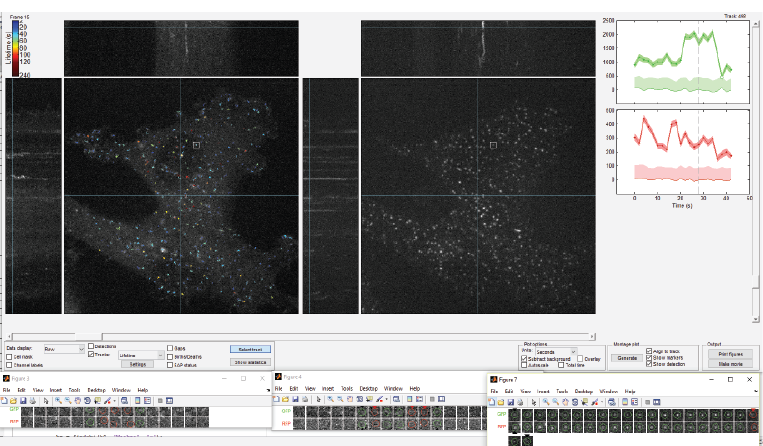 Frame 15
Track 498
Lifetime (s)
20
40
60
80
100
120
240
2500
2000
1500
1000
500
0
600
500
400
300
200
100
0
0 10 20 30 40 50
Time (s)
Data display: Raw
Detections
Tracks: Lifetime
Cell mask
Channel labels
Settings
Gaps
Births/Deaths
EAP status
Select track
Show statistics
Plot options
Units: Seconds
Subtract background
Overlay
Autoscale
Total time
Montage plot
Generate
Align to track
Show markers
Show detection
Output
Print figures
Make movie
Figure 3
File Edit View Insert Tools Desktop Window Help
GFP
RFP
Figure 4
File Edit View Insert Tools Desktop Window Help
GFP
RFP
Figure 7
File Edit View Insert Tools Desktop Window Help
GFP
RFP